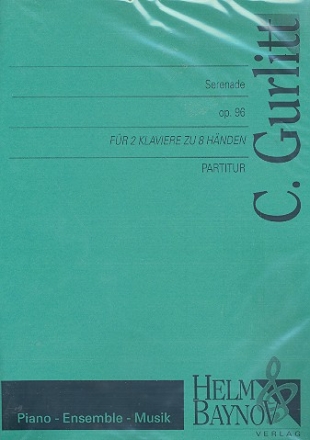 Serenade
op. 96
FÜR 2 KLAVIERE ZU 8 HÄNDEN
PARTITUR
C. Gurlitt
Piano - Ensemble - Musik
HELM
BAYNOV
VERLAG